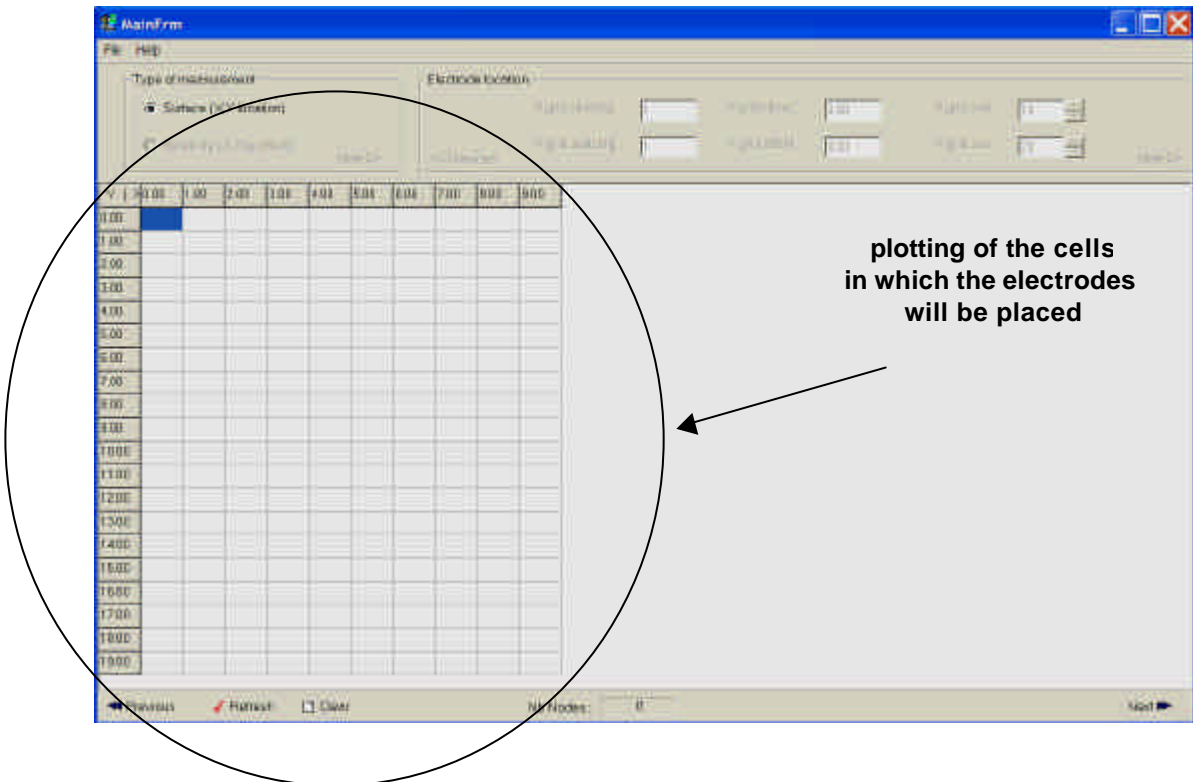 MainFrm
File Help
Type of measurement
Electrode location
Surface (X,Y location)
Y | X 0.00 1.00 2.00 3.00 4.00 5.00 6.00 7.00 8.00 9.00
0.00
1.00
2.00
3.00
4.00
5.00
6.00
7.00
8.00
9.00
10.00
11.00
12.00
13.00
14.00
15.00
16.00
17.00
18.00
19.00
plotting of the cells
in which the electrodes
will be placed
Previous Refresh Clear Nb Nodes: 0 Next